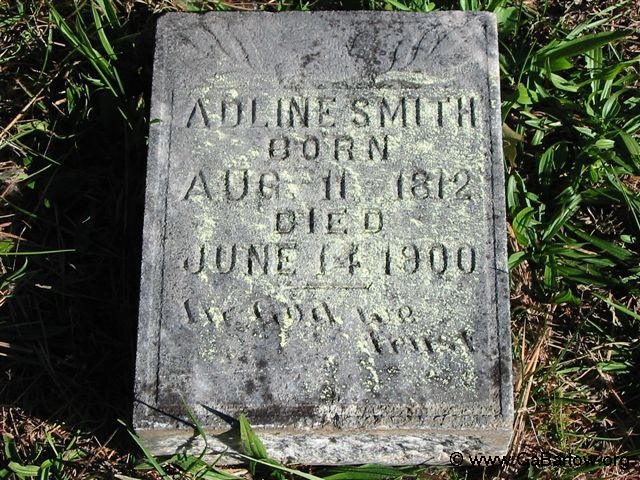 ADLINE SMITH
BORN
AUG 11 1812
DIED
JUNE 14 1900
In God we
trust
© www.GaBartow.org